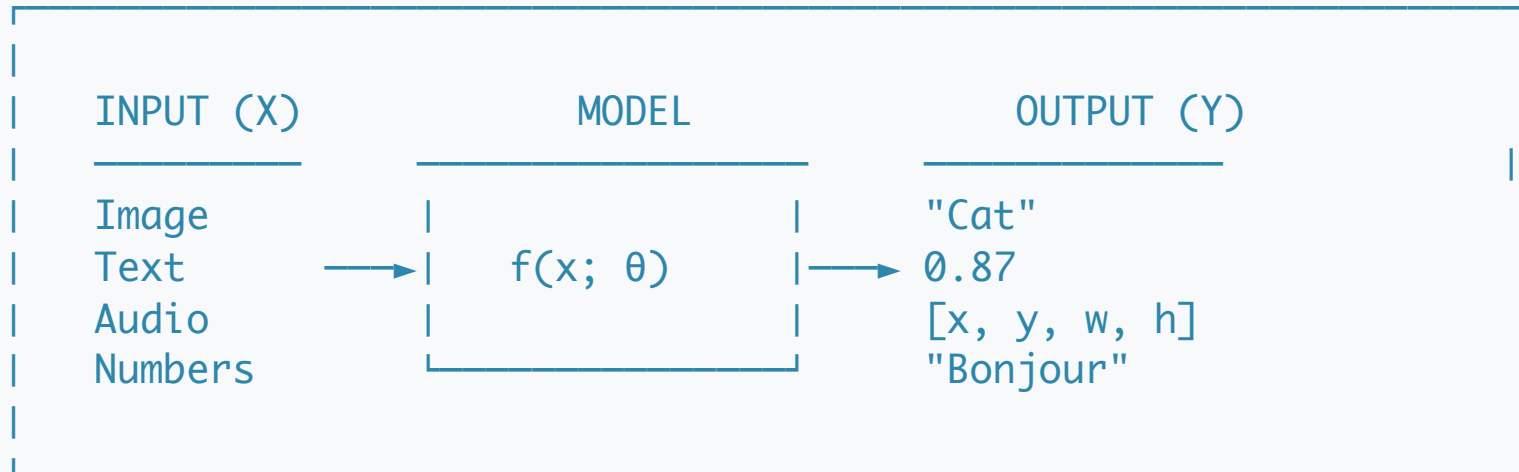 INPUT (X) MODEL OUTPUT (Y)
Image "Cat"
Text f(x; θ) 0.87
Audio [x, y, w, h]
Numbers "Bonjour"